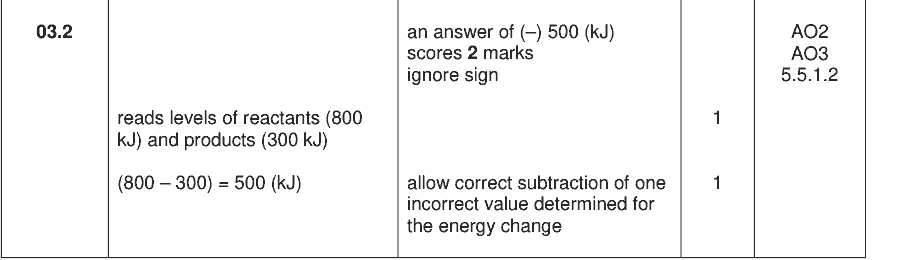 03.2
an answer of (–) 500 (kJ)
scores 2 marks
ignore sign
AO2
AO3
5.5.1.2
reads levels of reactants (800
kJ) and products (300 kJ)
1
(800 – 300) = 500 (kJ)
allow correct subtraction of one
incorrect value determined for
the energy change
1